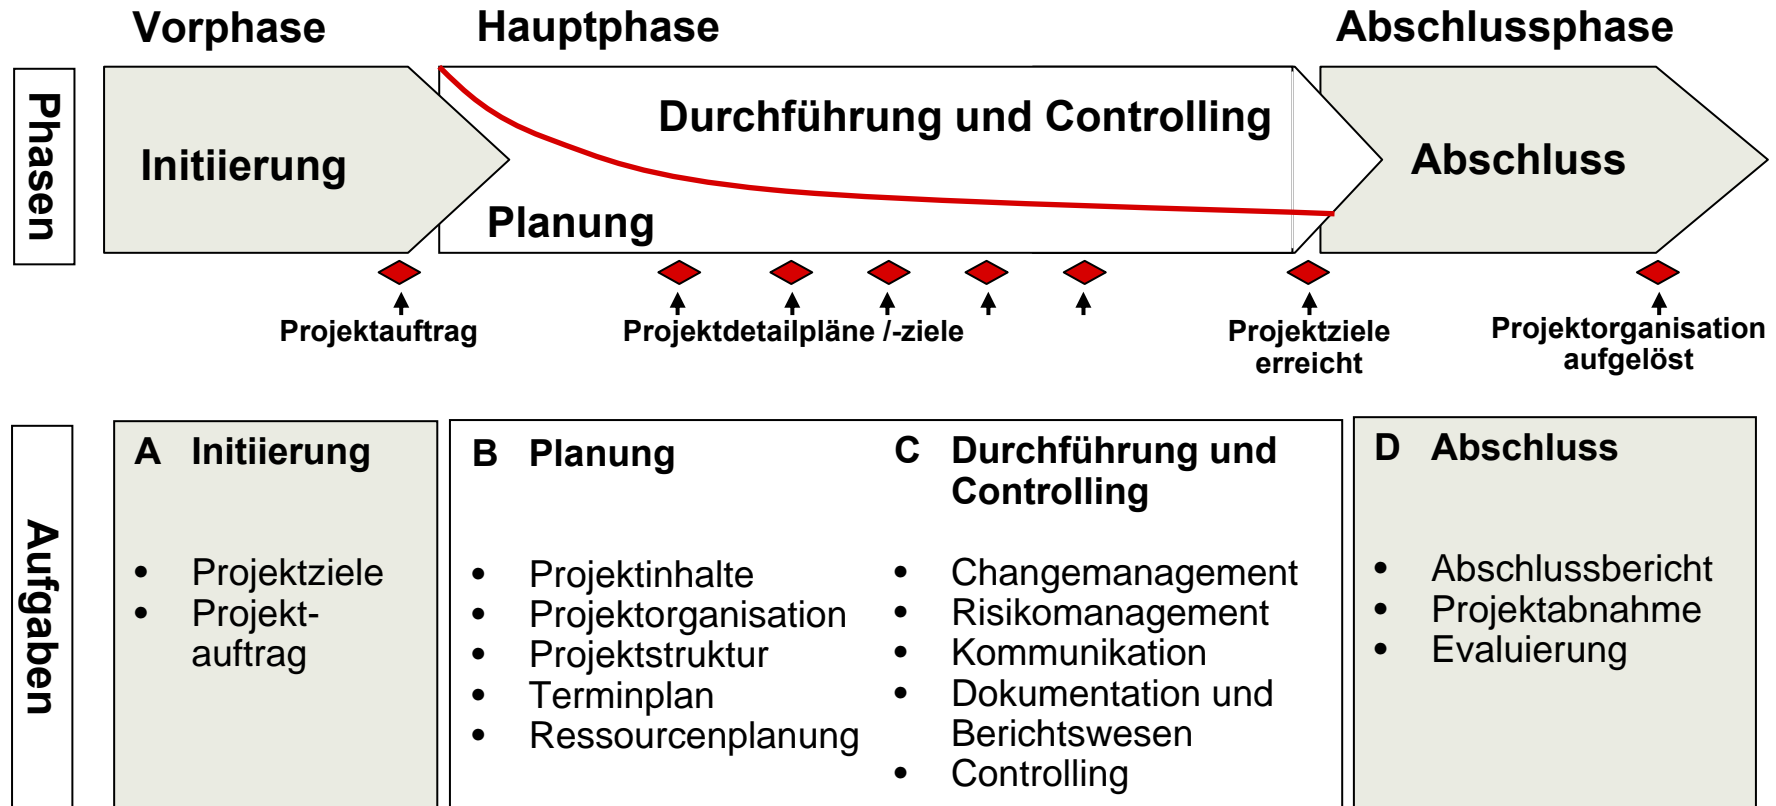 Vorphase
Hauptphase
Abschlussphase
Phasen
Initiierung
Durchführung und Controlling
Planung
Abschluss
Projektauftrag
Projektdetailpläne /-ziele
Projektziele
erreicht
Projektorganisation
aufgelöst
Aufgaben
A Initiierung
• Projektziele
• Projekt-
auftrag
B Planung
• Projektinhalte
• Projektorganisation
• Projektstruktur
• Terminplan
• Ressourcenplanung
C Durchführung und
Controlling
• Changemanagement
• Risikomanagement
• Kommunikation
• Dokumentation und
Berichtswesen
• Controlling
D Abschluss
• Abschlussbericht
• Projektabnahme
• Evaluierung